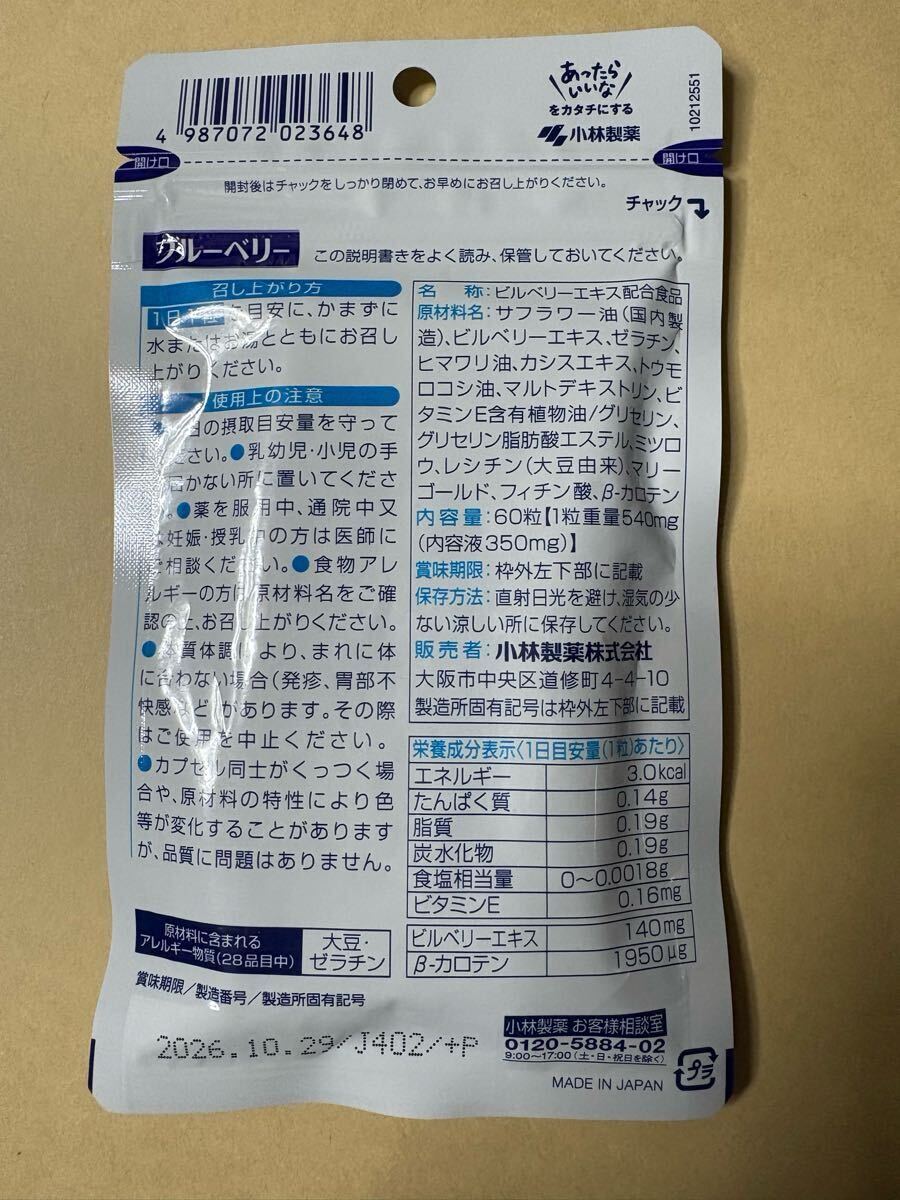 4 987072 023648
あったら
いいな
をカタチにする
小林製薬
10212551
開け口
開け口
開封後はチャックをしっかり閉めて、お早めにお召し上がりください。
チャック
ブルーベリー
この説明書きをよく読み、保管しておいてください。
召し上がり方
1日1粒を目安に、かまずに
水またはお湯とともにお召し
上がりください。
使用上の注意
日の摂取目安量を守って
ださい。●乳幼児・小児の手
届かない所に置いてくださ
。●薬を服用中、通院中又
は妊娠・授乳中の方は医師に
ご相談ください。●食物アレ
ルギーの方は原材料名をご確
認の上、お召し上がりください。
●体質体調により、まれに体
に合わない場合(発疹、胃部不
快感など)があります。その際
はご使用を中止ください。
●カプセル同士がくっつく場
合や、原材料の特性により色
等が変化することがあります
が、品質に問題はありません。
名 称:ビルベリーエキス配合食品
原材料名:サフラワー油(国内製
造)、ビルベリーエキス、ゼラチン、
ヒマワリ油、カシスエキス、トウモ
ロコシ油、マルトデキストリン、ビ
タミンE含有植物油/グリセリン、
グリセリン脂肪酸エステル、ミツロ
ウ、レシチン(大豆由来)、マリー
ゴールド、フィチン酸、β-カロテン
内容量:60粒【1粒重量540mg
(内容液350mg)】
賞味期限:枠外左下部に記載
保存方法:直射日光を避け、湿気の少
ない涼しい所に保存してください。
販売者:小林製薬株式会社
大阪市中央区道修町4-4-10
製造所固有記号は枠外左下部に記載
栄養成分表示〈1日目安量(1粒)あたり〉
エネルギー 3.0kcal
たんぱく質 0.14g
脂質 0.19g
炭水化物 0.19g
食塩相当量 0〜0.0018g
ビタミンE 0.16mg
ビルベリーエキス 140mg
β-カロテン 1950μg
原材料に含まれる
アレルギー物質(28品目中)
大豆・
ゼラチン
賞味期限/製造番号/製造所固有記号
2026.10.29/J402/+P
小林製薬 お客様相談室
0120-5884-02
9:00〜17:00(土・日・祝日を除く)
MADE IN JAPAN
プラ